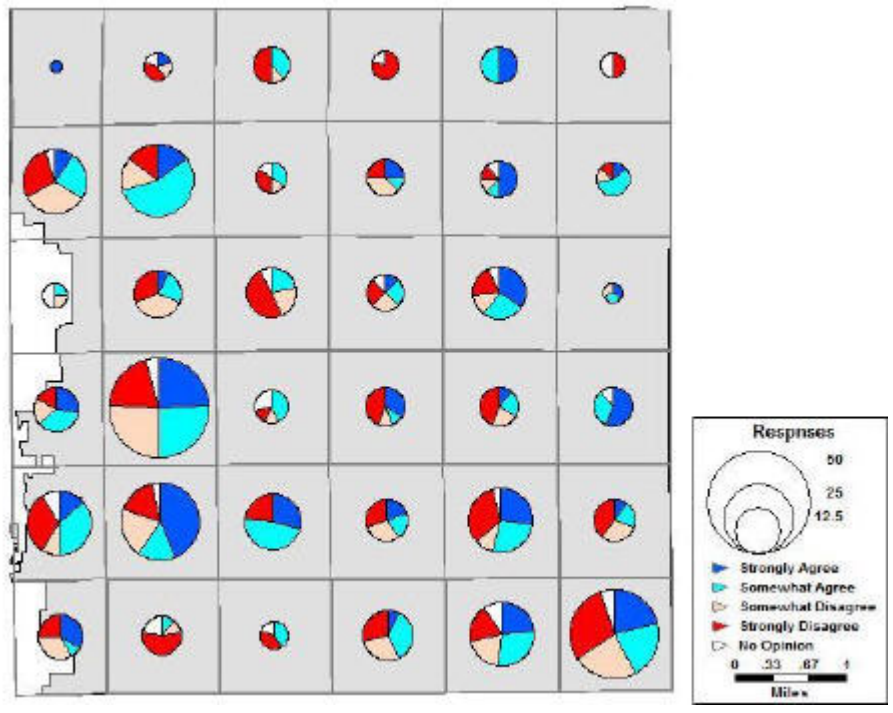 Respnses
50
25
12.5
Strongly Agree
Somewhat Agree
Somewhat Disagree
Strongly Disagree
No Opinion
0 .33 .67 1
Miles